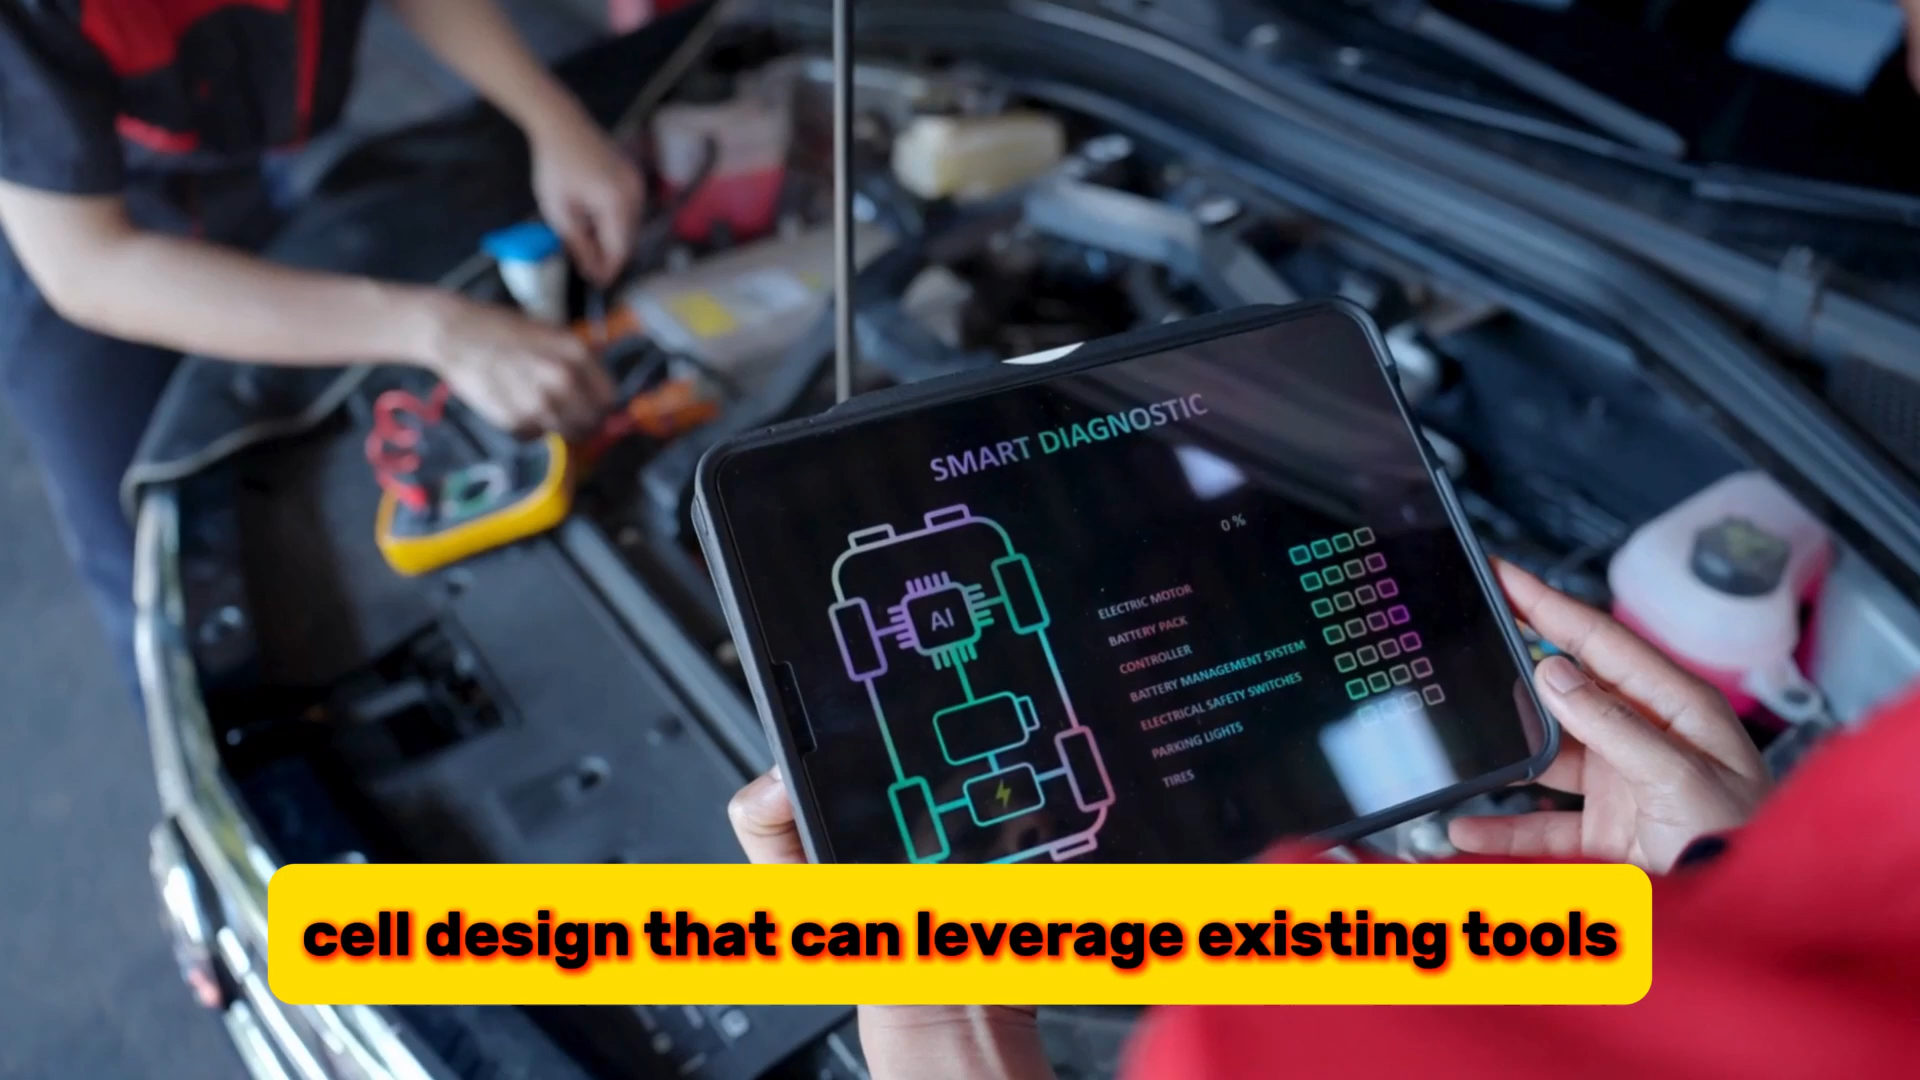 SMART DIAGNOSTIC
0 %
AI
ELECTRIC MOTOR
BATTERY PACK
CONTROLLER
BATTERY MANAGEMENT SYSTEM
ELECTRICAL SAFETY SWITCHES
PARKING LIGHTS
TIRES
cell design that can leverage existing tools